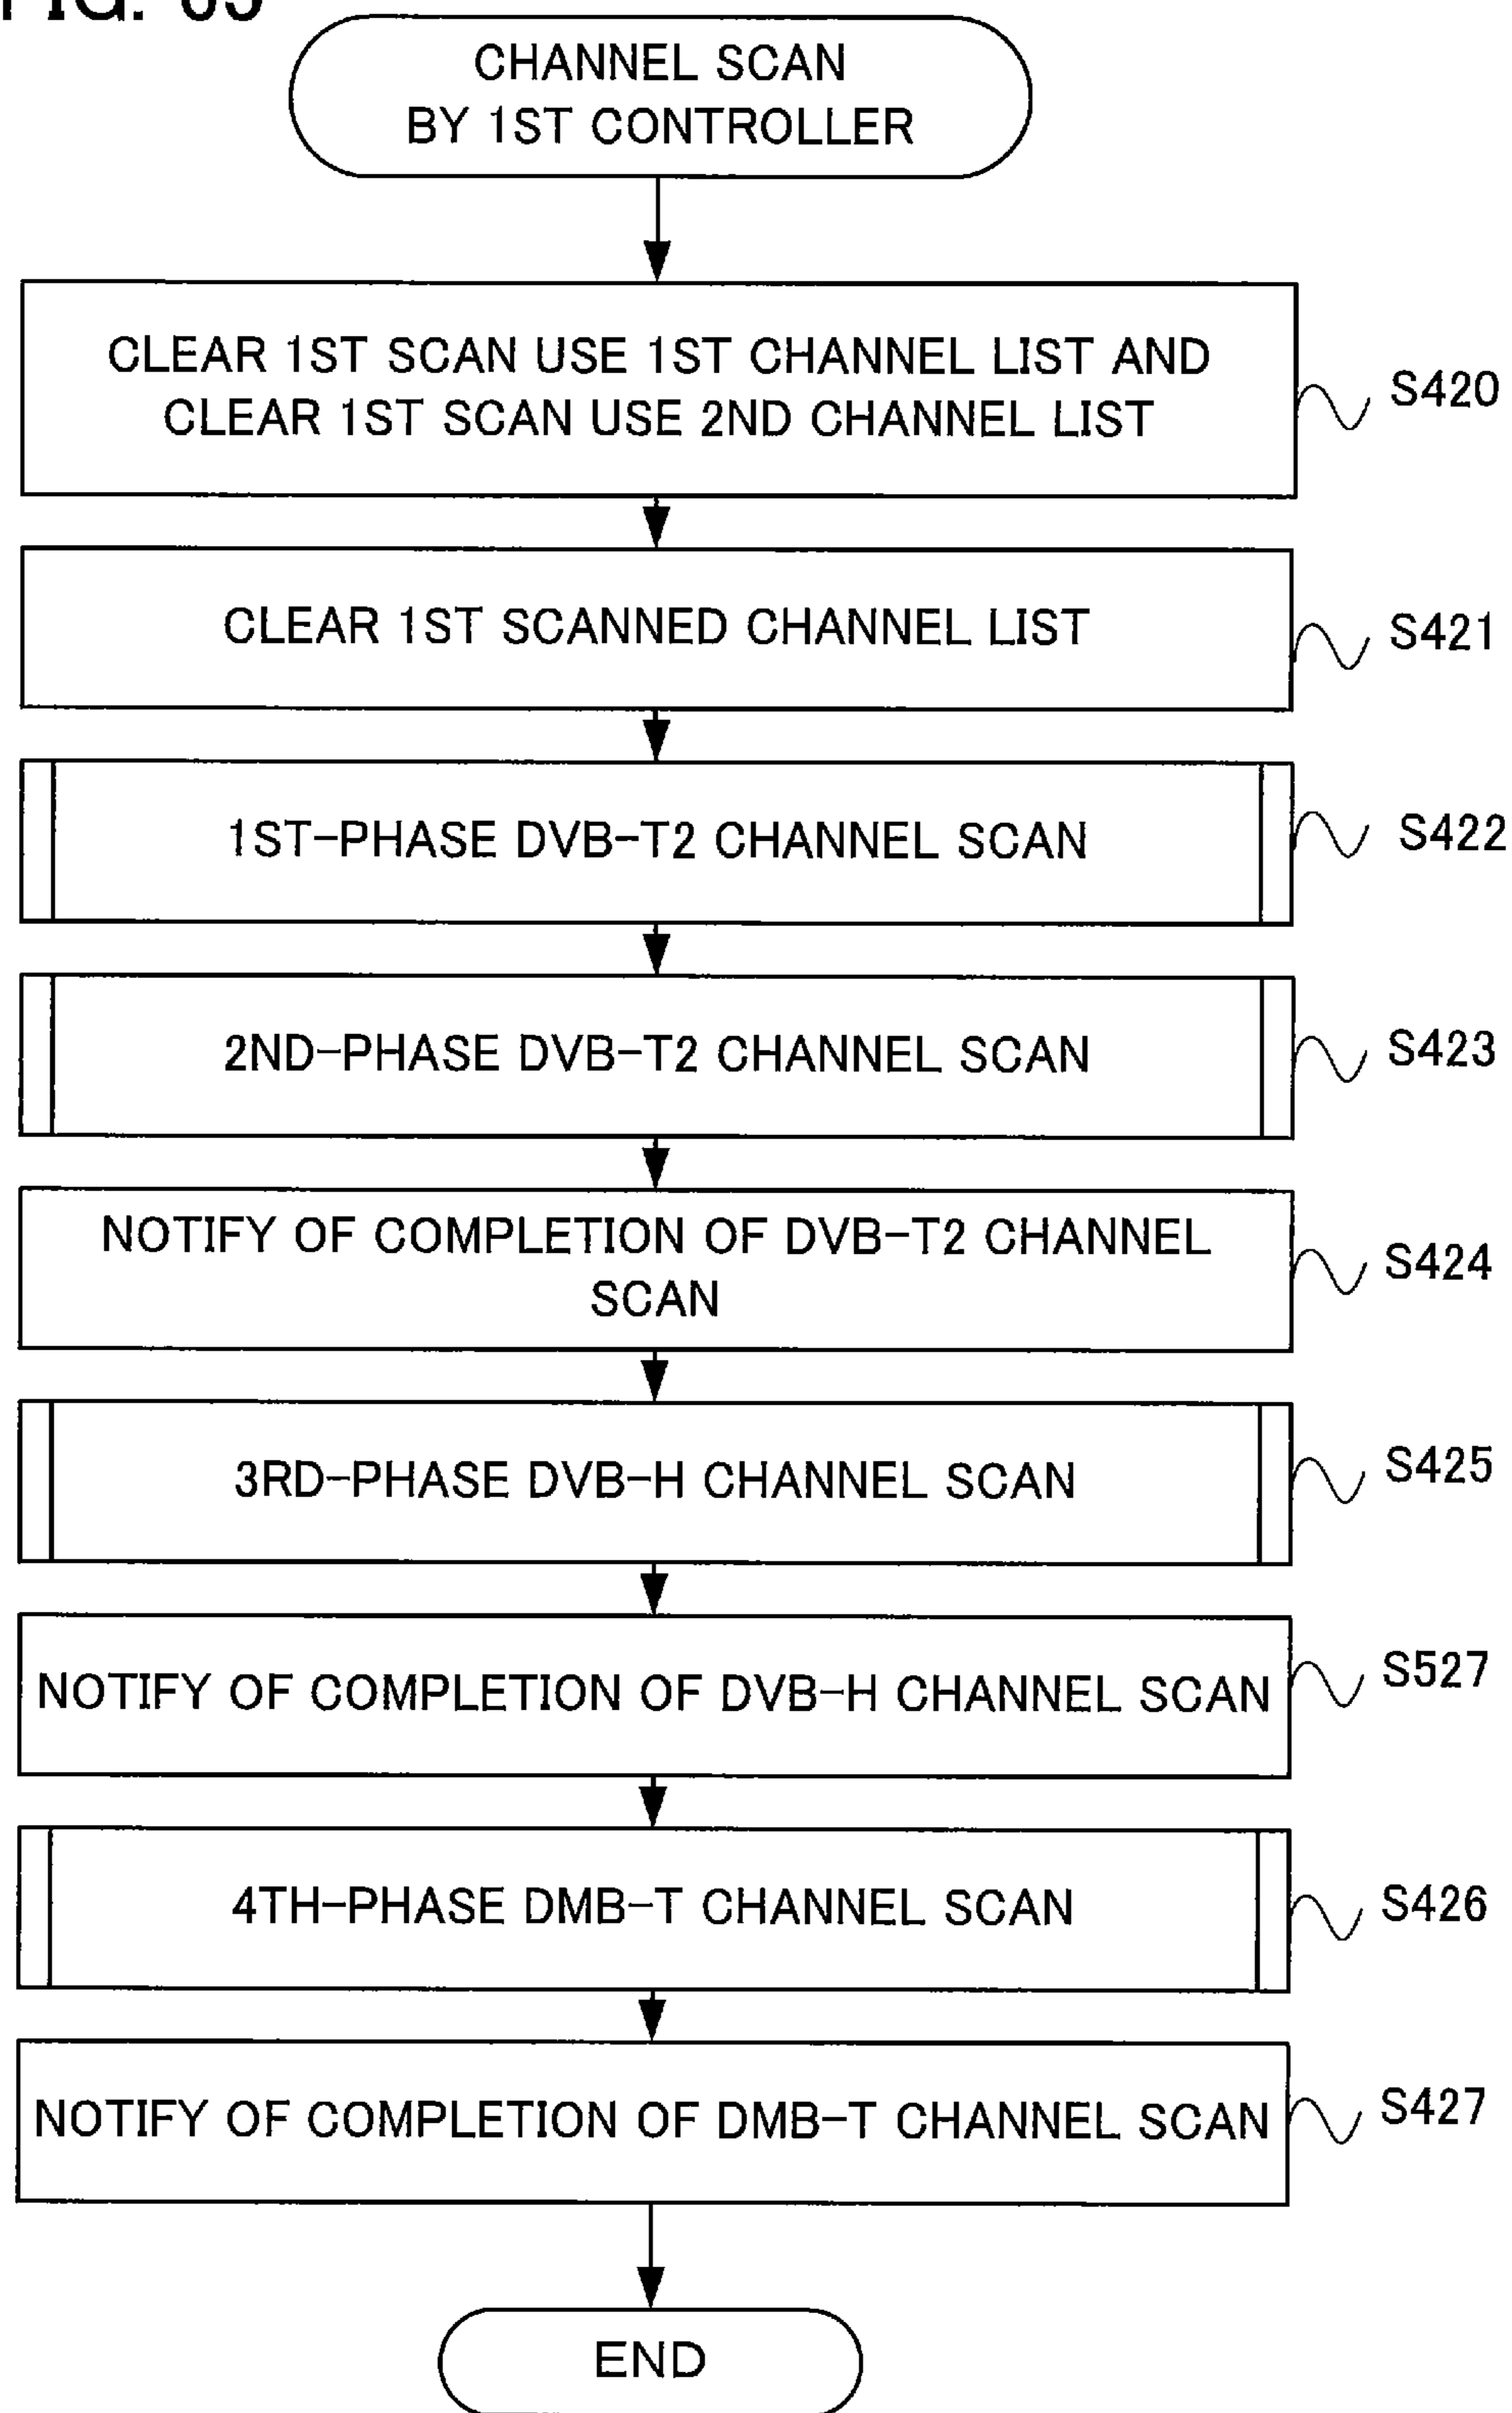 CHANNEL SCAN
BY 1ST CONTROLLER
CLEAR 1ST SCAN USE 1ST CHANNEL LIST AND
CLEAR 1ST SCAN USE 2ND CHANNEL LIST
S420
CLEAR 1ST SCANNED CHANNEL LIST
S421
1ST-PHASE DVB-T2 CHANNEL SCAN
S422
2ND-PHASE DVB-T2 CHANNEL SCAN
S423
NOTIFY OF COMPLETION OF DVB-T2 CHANNEL
SCAN
S424
3RD-PHASE DVB-H CHANNEL SCAN
S425
NOTIFY OF COMPLETION OF DVB-H CHANNEL SCAN
S527
4TH-PHASE DMB-T CHANNEL SCAN
S426
NOTIFY OF COMPLETION OF DMB-T CHANNEL SCAN
S427
END